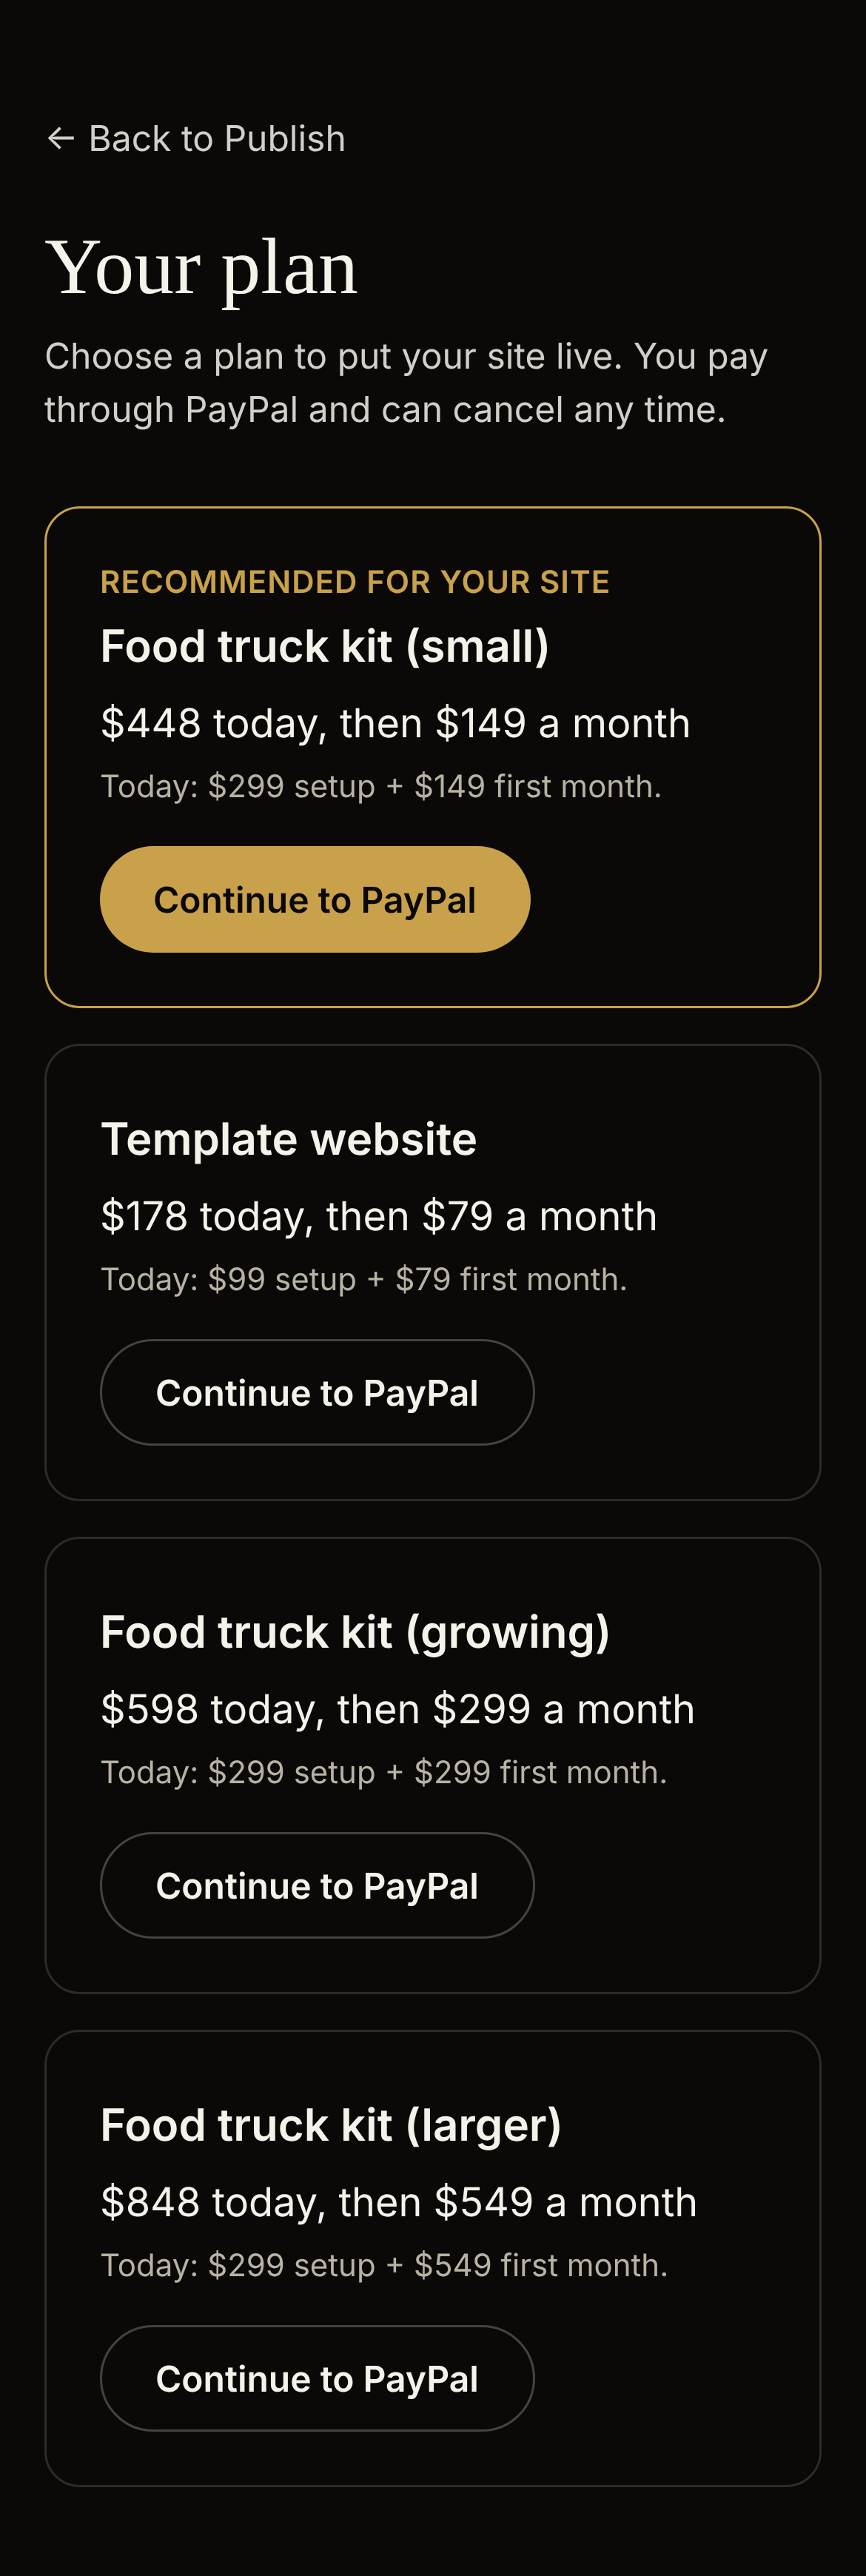 ← Back to Publish
Your plan
Choose a plan to put your site live. You pay
through PayPal and can cancel any time.
RECOMMENDED FOR YOUR SITE
Food truck kit (small)
$448 today, then $149 a month
Today: $299 setup + $149 first month.
Continue to PayPal
Template website
$178 today, then $79 a month
Today: $99 setup + $79 first month.
Continue to PayPal
Food truck kit (growing)
$598 today, then $299 a month
Today: $299 setup + $299 first month.
Continue to PayPal
Food truck kit (larger)
$848 today, then $549 a month
Today: $299 setup + $549 first month.
Continue to PayPal